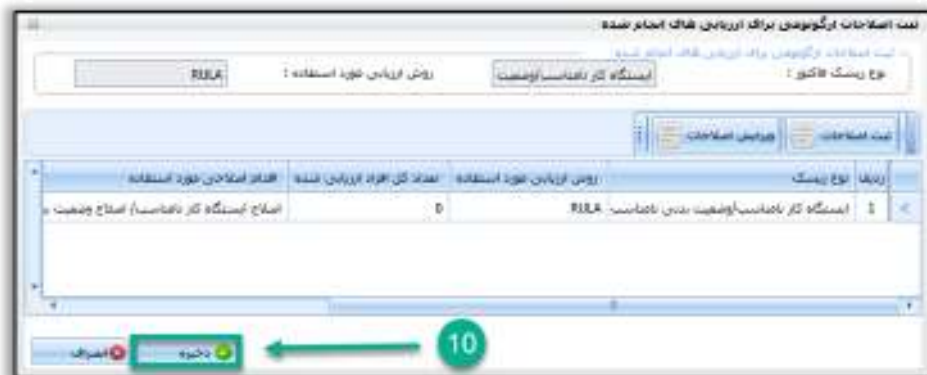 ثبت اصلاحات ارگونومی برای ارزیابی های انجام شده
ثبت اصلاحات ارگونومی برای ارزیابی های انجام شده
نوع ریسک فاکتور : ایستگاه کار نامناسب/وضعیت روش ارزیابی مورد استفاده : RULA
ثبت اصلاحات ویرایش اصلاحات
ردیف نوع ریسک روش ارزیابی مورد استفاده تعداد کل افراد ارزیابی شده اقدام اصلاحی مورد استفاده
1 ایستگاه کار نامناسب/وضعیت بدنی نامناسب RULA 0 اصلاح ایستگاه کار نامناسب/ اصلاح وضعیت
10
ذخیره انصراف